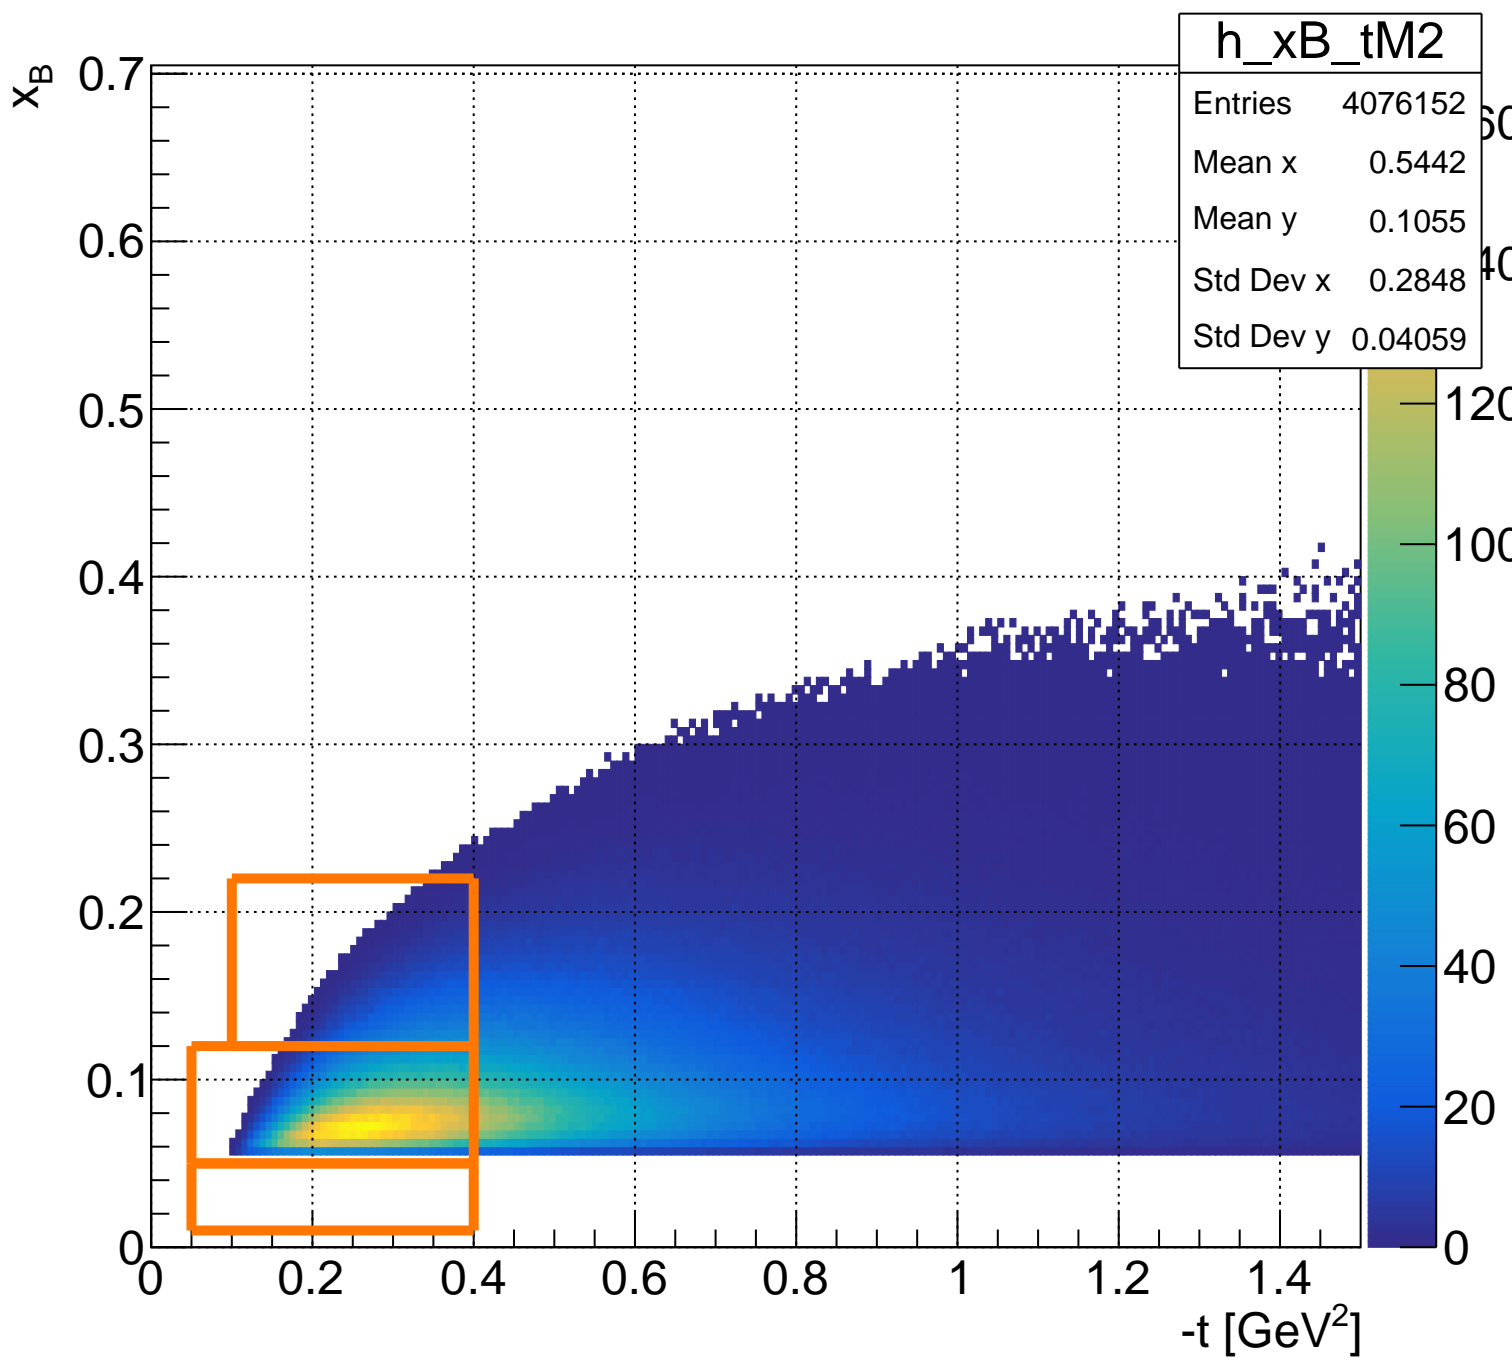 h_xB_tM2
Entries 4076152
Mean x 0.5442
Mean y 0.1055
Std Dev x 0.2848
Std Dev y 0.04059
x_B
0.7
0.6
0.5
0.4
0.3
0.2
0.1
0
0 0.2 0.4 0.6 0.8 1 1.2 1.4
-t [GeV²]
120
100
80
60
40
20
0